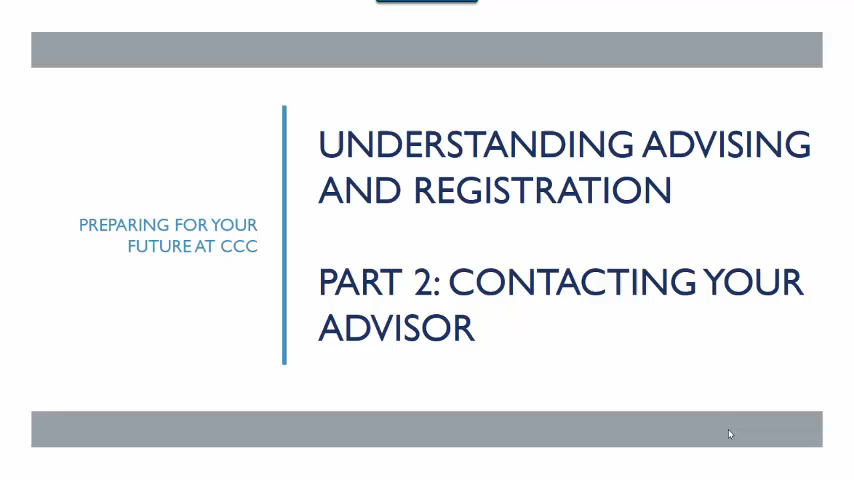 PREPARING FOR YOUR
FUTURE AT CCC
UNDERSTANDING ADVISING
AND REGISTRATION
PART 2: CONTACTING YOUR
ADVISOR